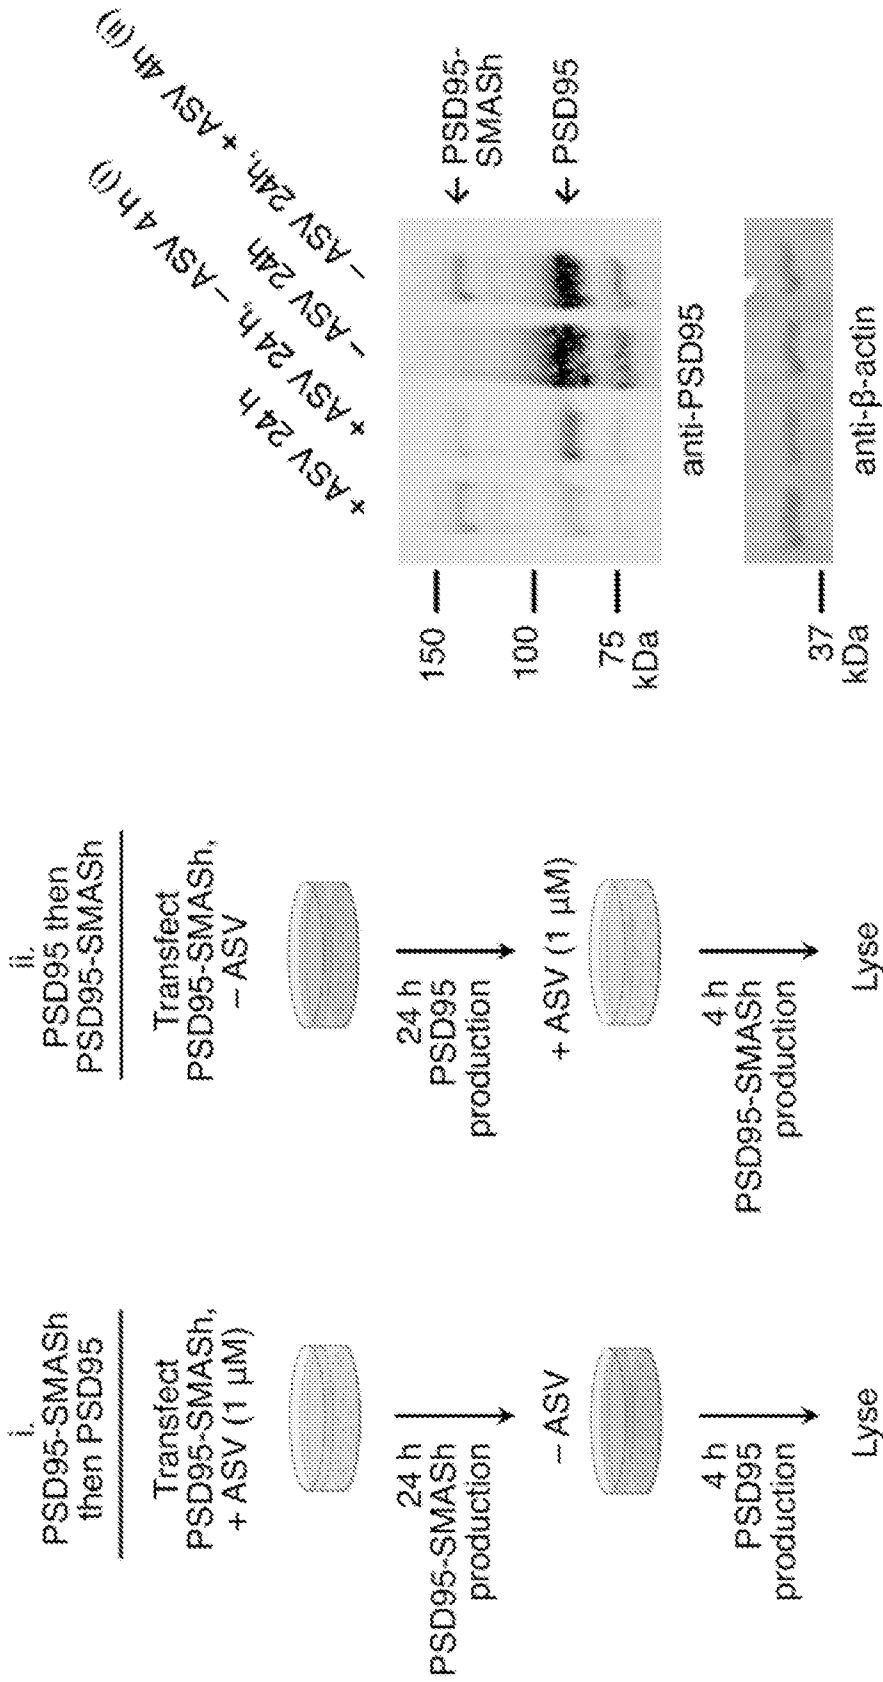 i.
PSD95-SMASh
then PSD95
Transfect
PSD95-SMASh,
+ ASV (1 µM)
24 h
PSD95-SMASh
production
– ASV
4 h
PSD95
production
Lyse
ii.
PSD95 then
PSD95-SMASh
Transfect
PSD95-SMASh,
– ASV
24 h
PSD95
production
+ ASV (1 µM)
4 h
PSD95-SMASh
production
Lyse
+ ASV 24 h
+ ASV 24 h, – ASV 4 h (i)
– ASV 24h
– ASV 24h, + ASV 4h (ii)
150
100
75
kDa
← PSD95-
SMASh
← PSD95
anti-PSD95
37
kDa
anti-β-actin